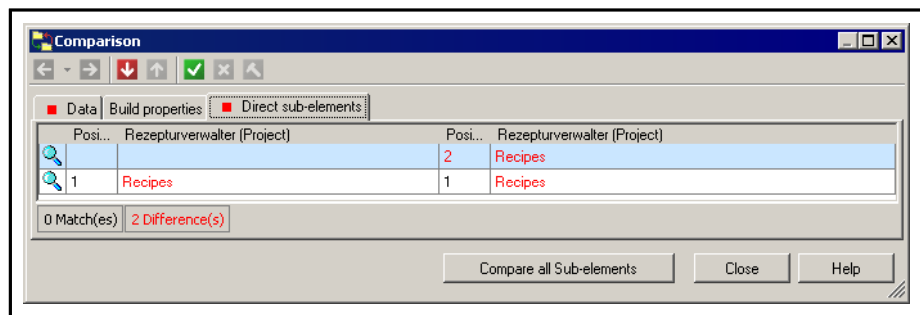 Comparison
Data Build properties Direct sub-elements
Posi... Rezepturverwalter (Project) Posi... Rezepturverwalter (Project)
2 Recipes
1 Recipes 1 Recipes
0 Match(es) 2 Difference(s)
Compare all Sub-elements Close Help